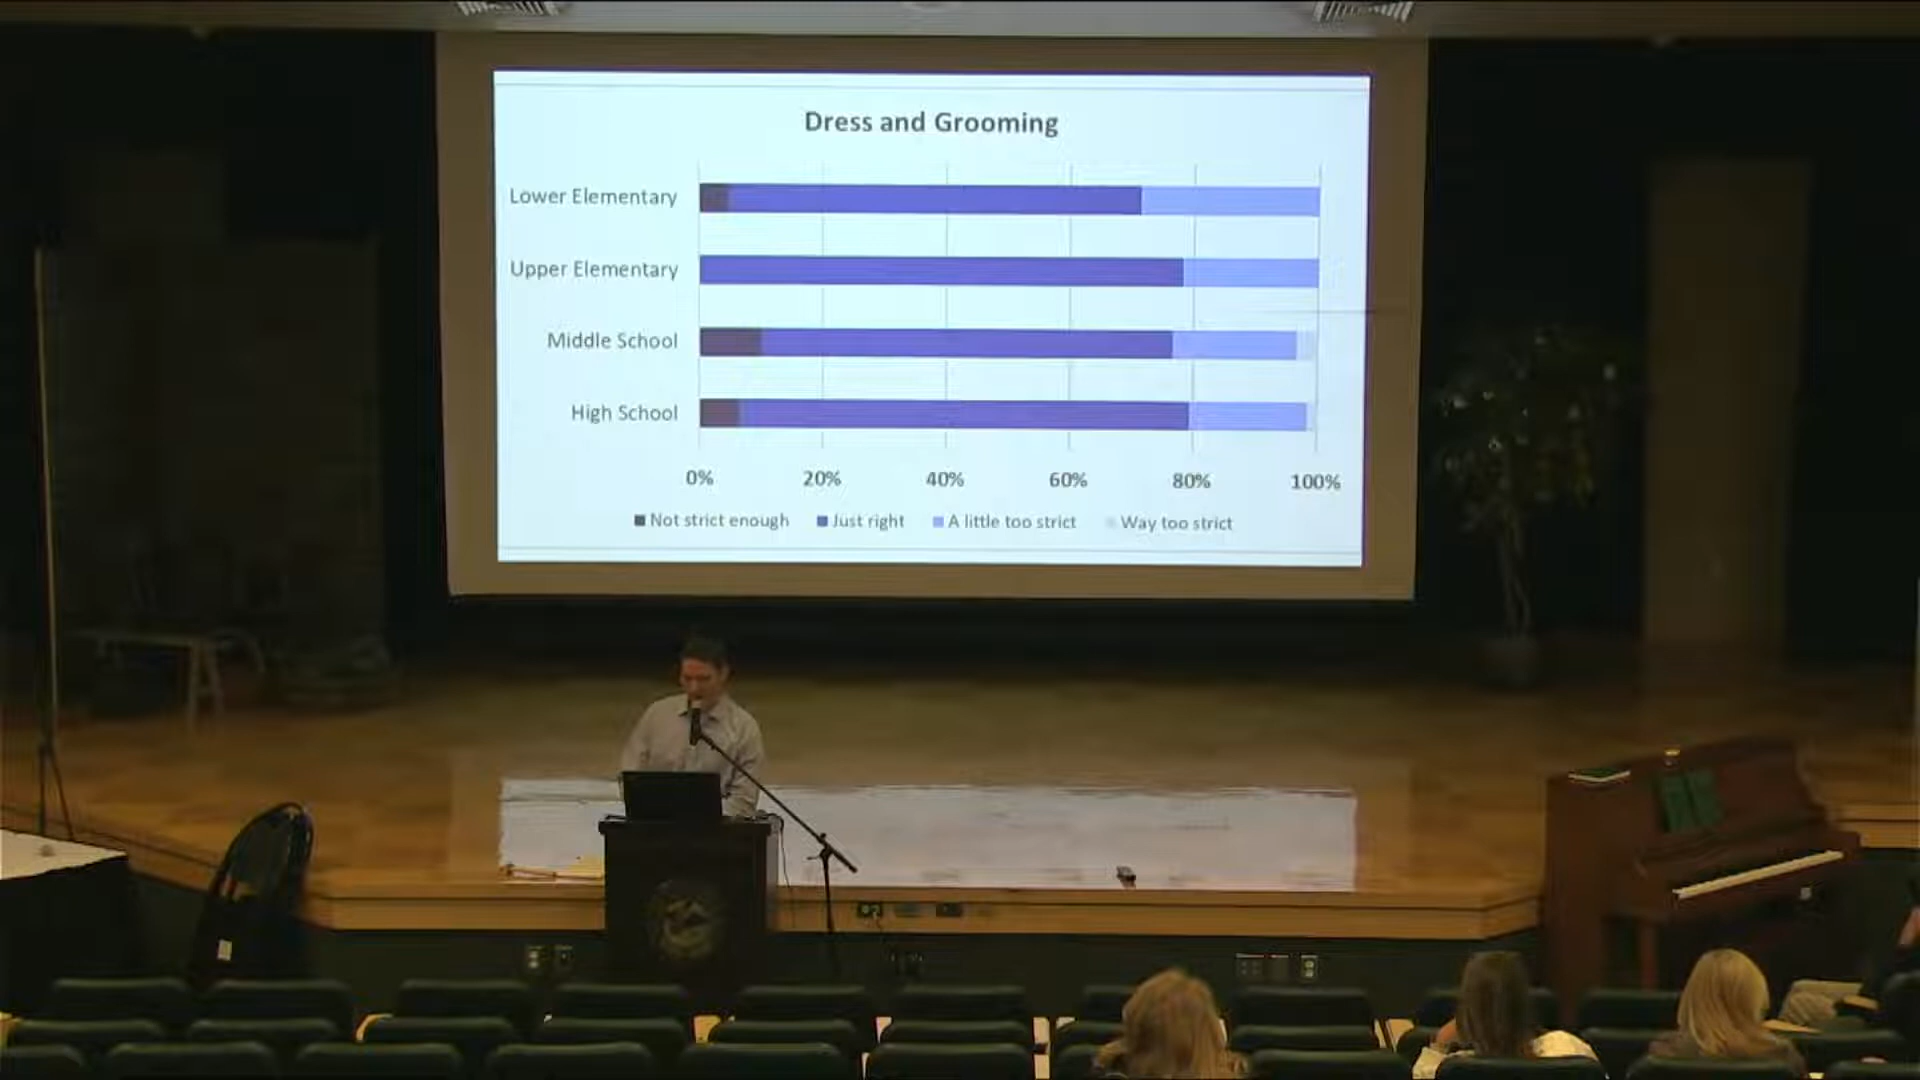 Dress and Grooming
Lower Elementary
Upper Elementary
Middle School
High School
0% 20% 40% 60% 80% 100%
Not strict enough Just right A little too strict Way too strict